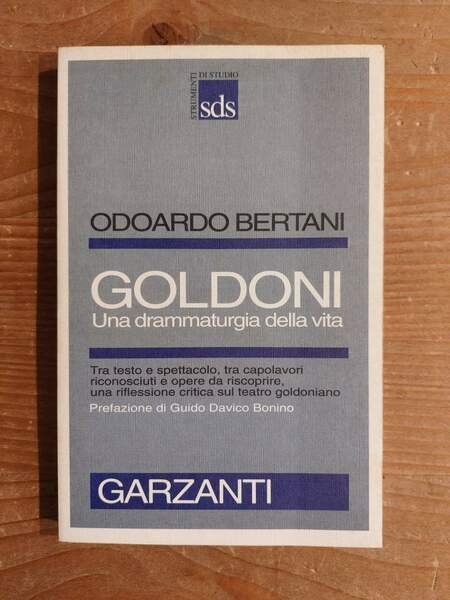 STRUMENTI
DI STUDIO
sds
ODOARDO BERTANI
GOLDONI
Una drammaturgia della vita
Tra testo e spettacolo, tra capolavori
riconosciuti e opere da riscoprire,
una riflessione critica sul teatro goldoniano
Prefazione di Guido Davico Bonino
GARZANTI